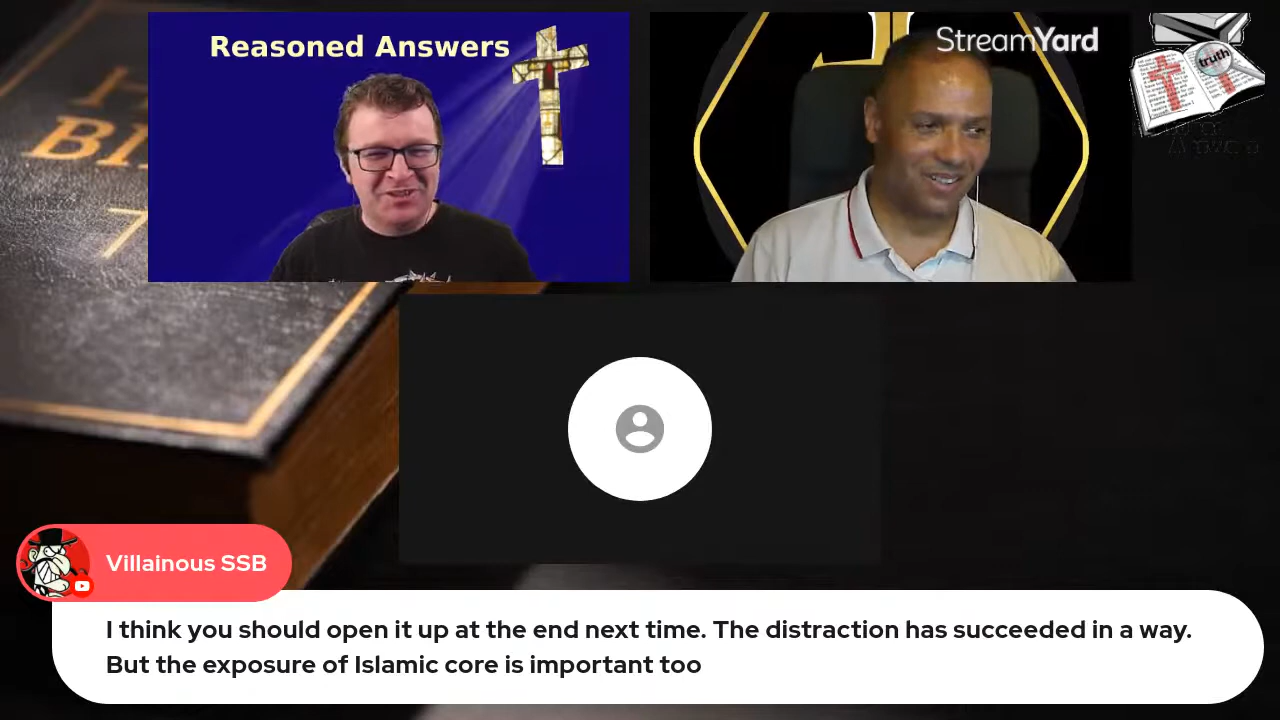 Reasoned Answers
StreamYard
truth
Villainous SSB
I think you should open it up at the end next time. The distraction has succeeded in a way.
But the exposure of Islamic core is important too